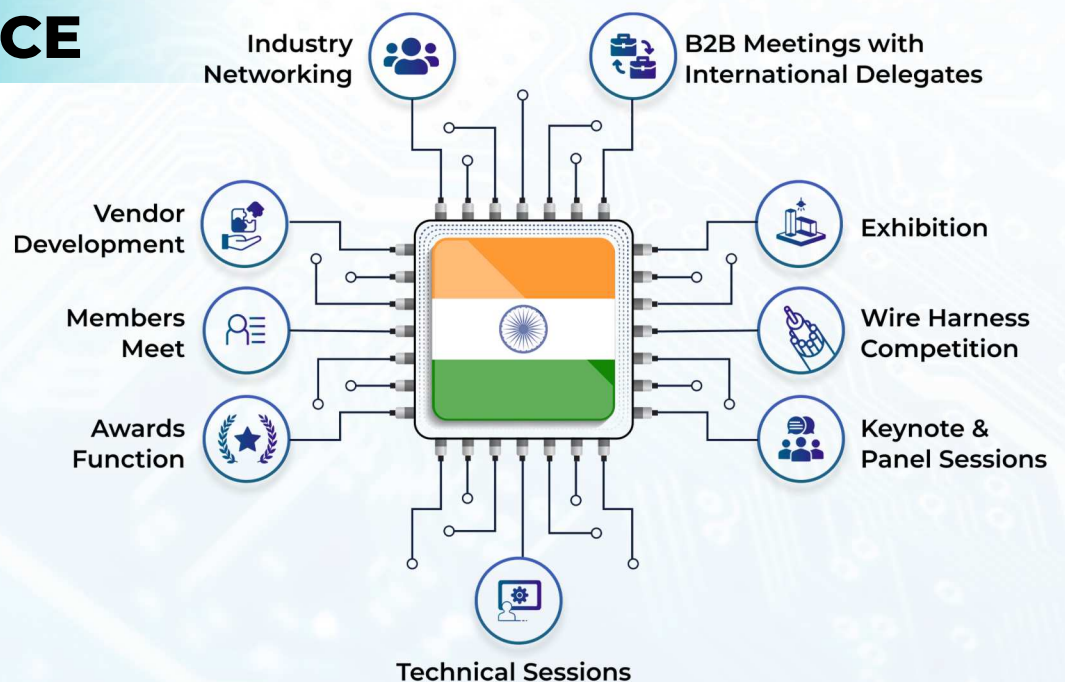 CE
Industry
Networking
B2B Meetings with
International Delegates
Vendor
Development
Exhibition
Members
Meet
Wire Harness
Competition
Awards
Function
Keynote &
Panel Sessions
Technical Sessions